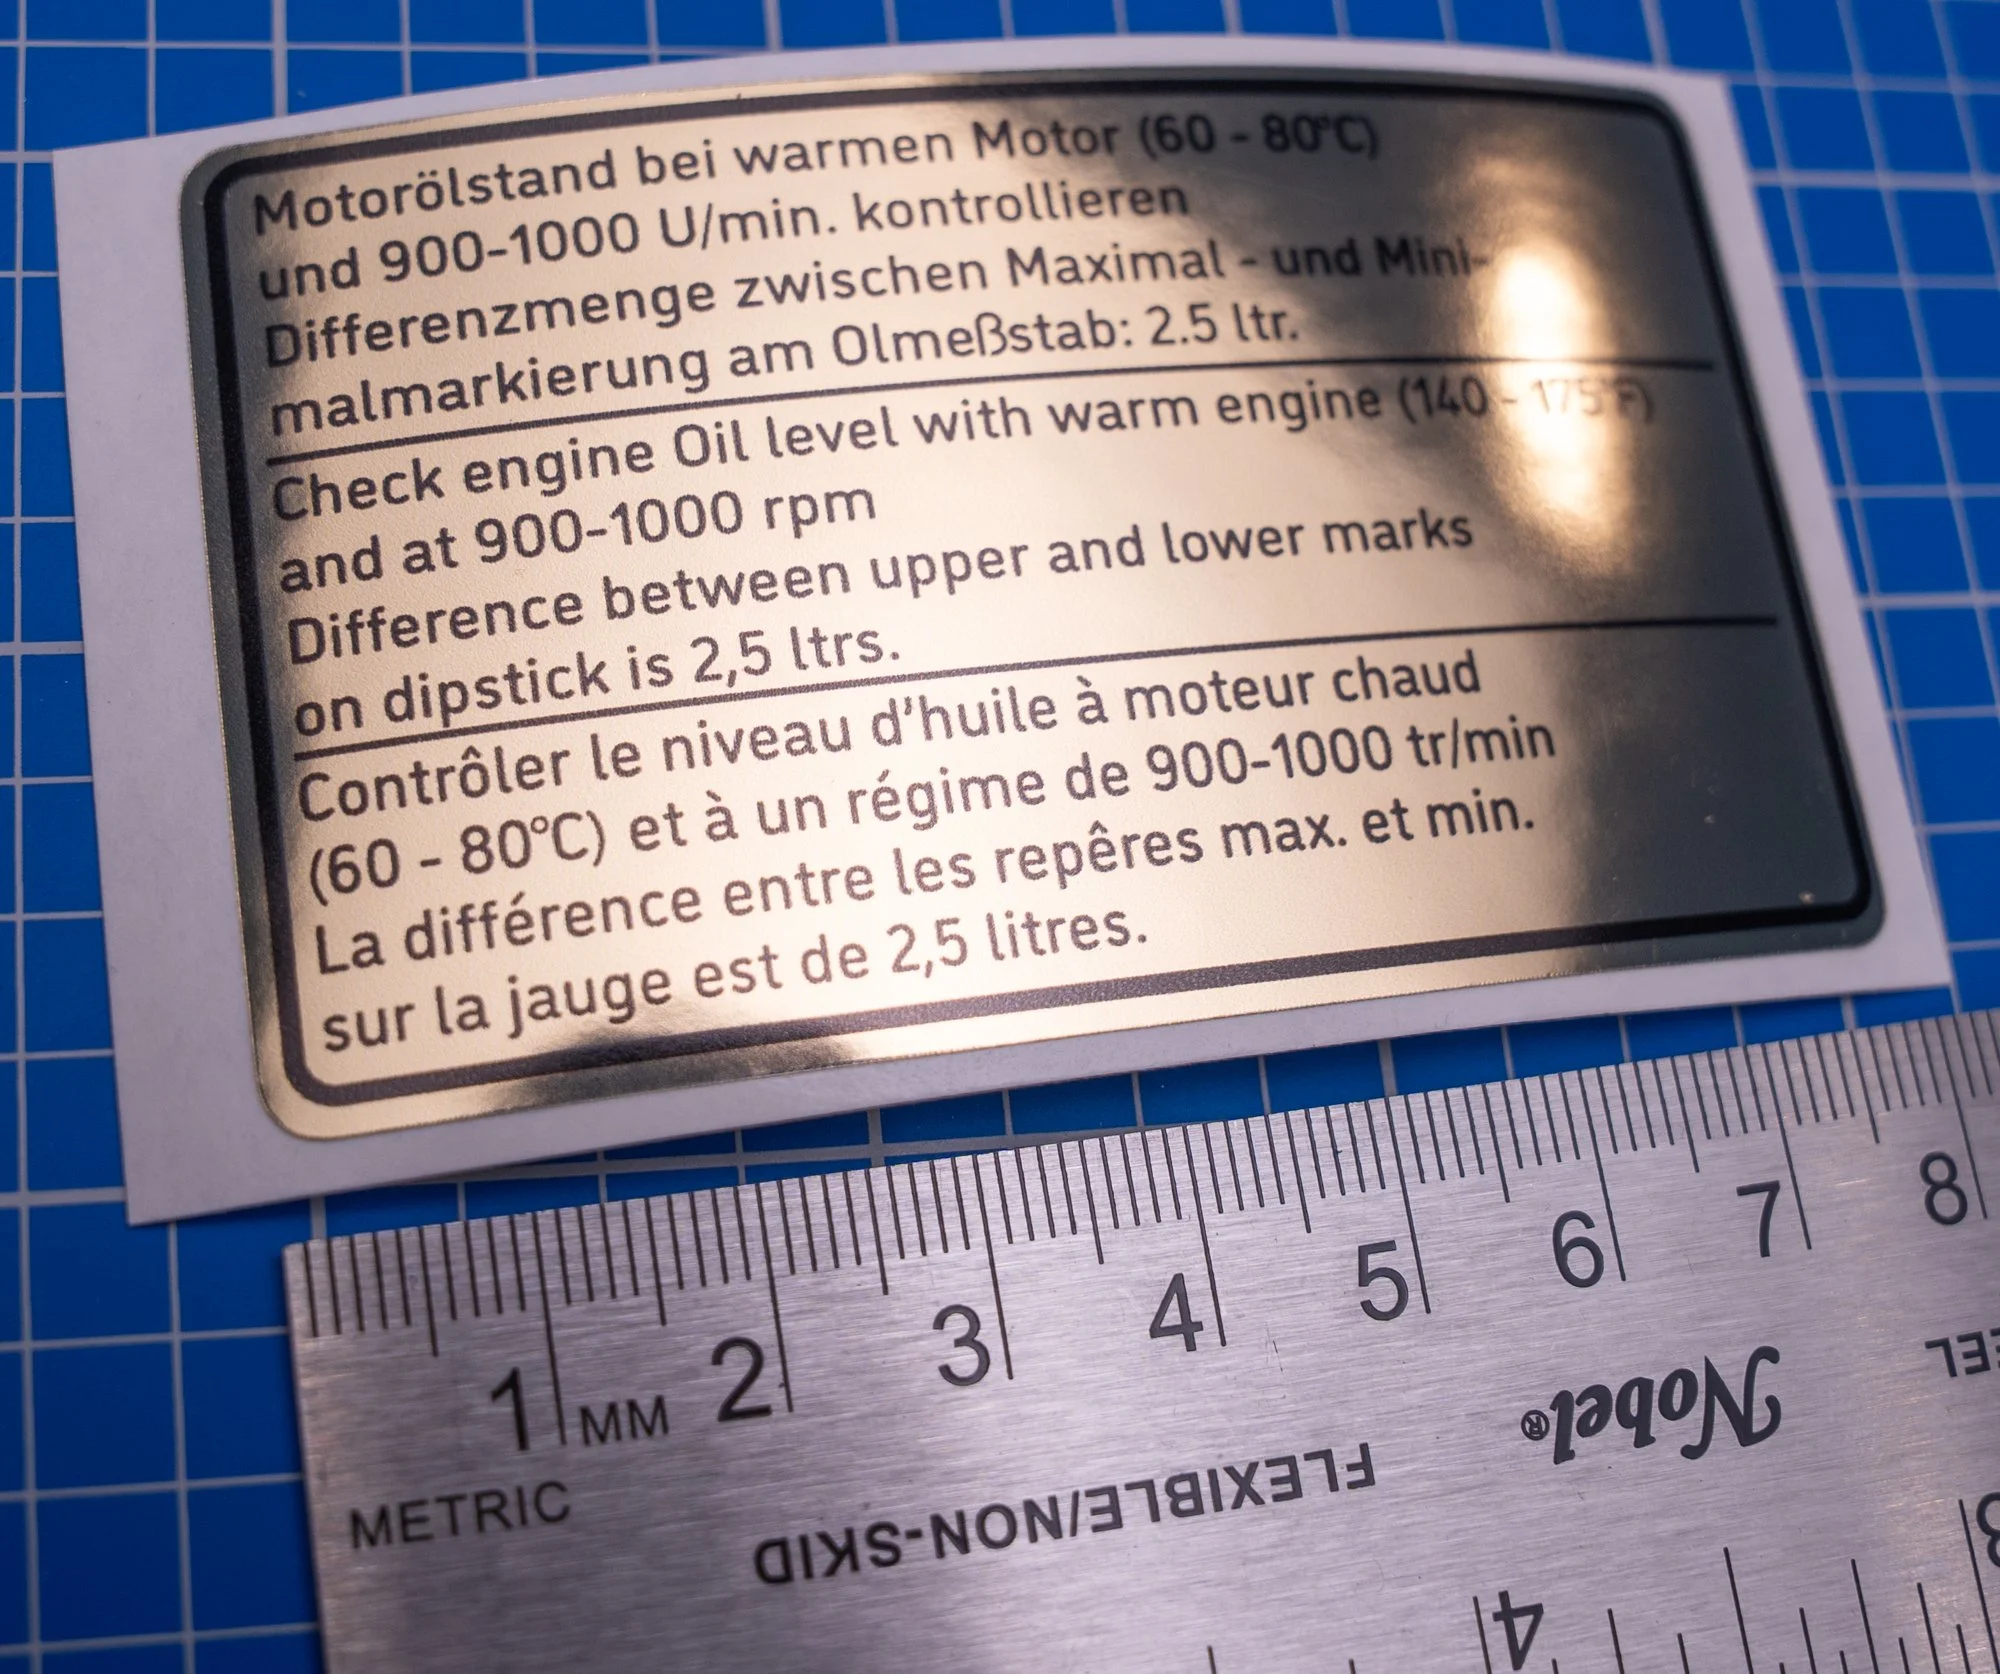 Motorölstand bei warmen Motor (60 - 80°C)
und 900-1000 U/min. kontrollieren
Differenzmenge zwischen Maximal - und Mini-
malmarkierung am Olmeßstab: 2.5 ltr.
Check engine Oil level with warm engine (140 - 175°F)
and at 900-1000 rpm
Difference between upper and lower marks
on dipstick is 2,5 ltrs.
Contrôler le niveau d'huile à moteur chaud
(60 - 80°C) et à un régime de 900-1000 tr/min
La différence entre les repêres max. et min.
sur la jauge est de 2,5 litres.
1 MM 2 3 4 5 6 7 8
METRIC
FLEXIBLE/NON-SKID
Nobel®
4